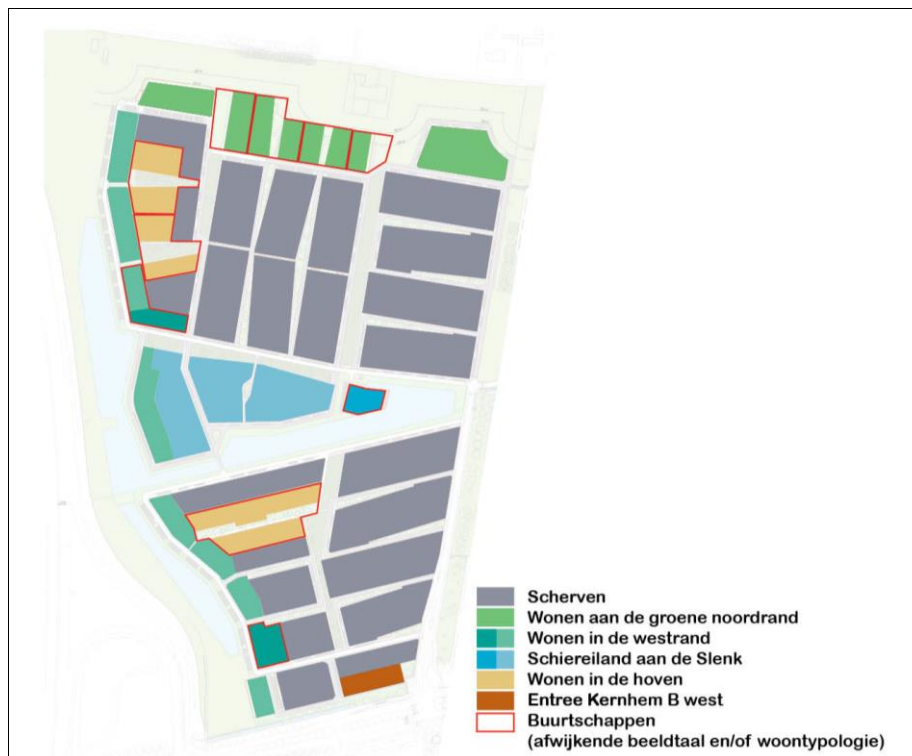 Scherven
Wonen aan de groene noordrand
Wonen in de westrand
Schiereiland aan de Slenk
Wonen in de hoven
Entree Kernhem B west
Buurtschappen
(afwijkende beeldtaal en/of woontypologie)